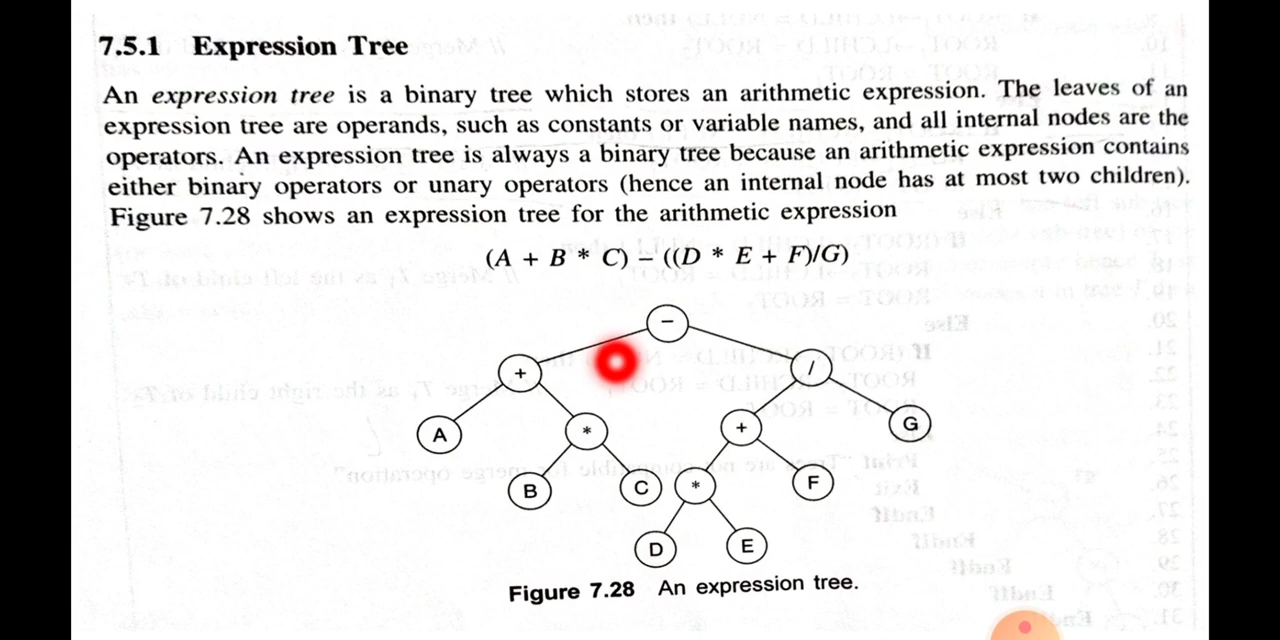 7.5.1 Expression Tree
An expression tree is a binary tree which stores an arithmetic expression. The leaves of an
expression tree are operands, such as constants or variable names, and all internal nodes are the
operators. An expression tree is always a binary tree because an arithmetic expression contains
either binary operators or unary operators (hence an internal node has at most two children).
Figure 7.28 shows an expression tree for the arithmetic expression
(A + B * C) – ((D * E + F)/G)
–
+ /
A * + G
B C * F
D E
Figure 7.28 An expression tree.